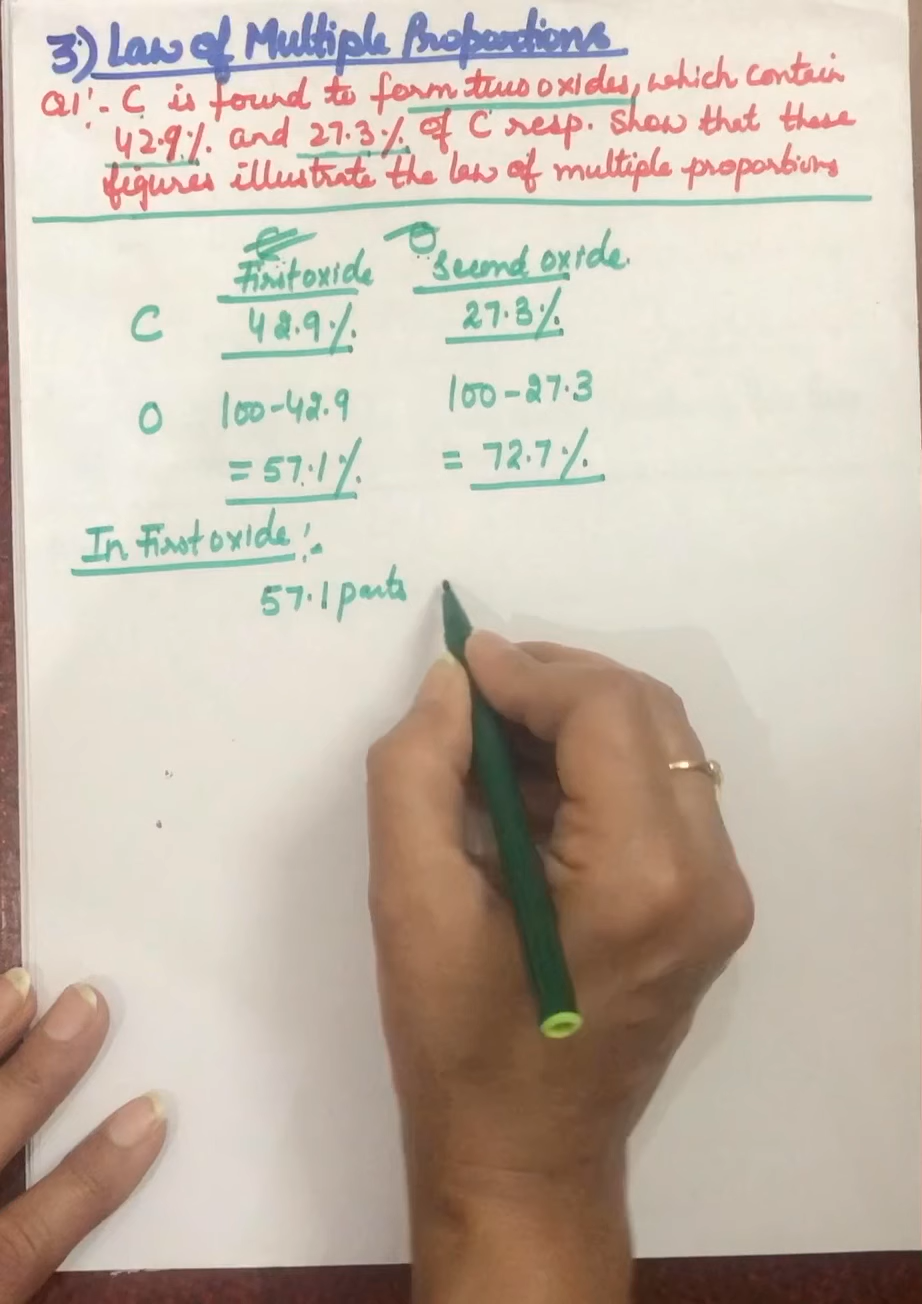 3) Law of Multiple Proportions
Q1:- C is found to form two oxides, which contain
42.9% and 27.3% of C resp. Show that these
figures illustrate the law of multiple proportions
First oxide Second oxide.
C 42.9% 27.3%
O 100-42.9 100-27.3
=57.1% = 72.7%
In First oxide:-
57.1 parts